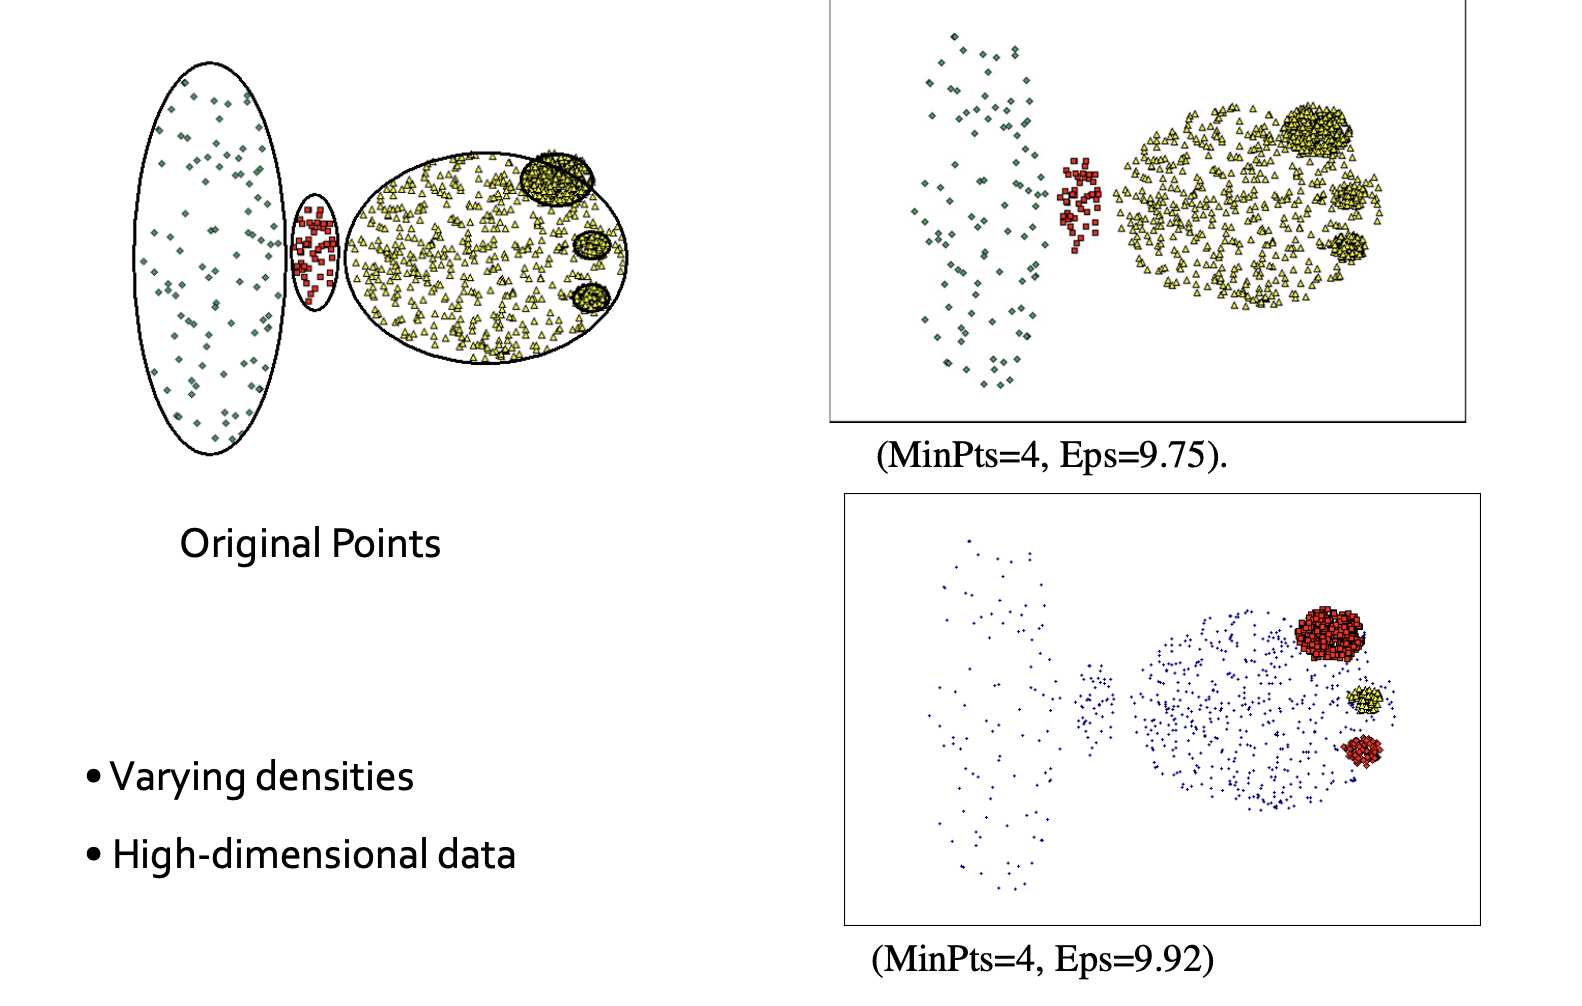 (MinPts=4, Eps=9.75).
Original Points
• Varying densities
• High-dimensional data
(MinPts=4, Eps=9.92)